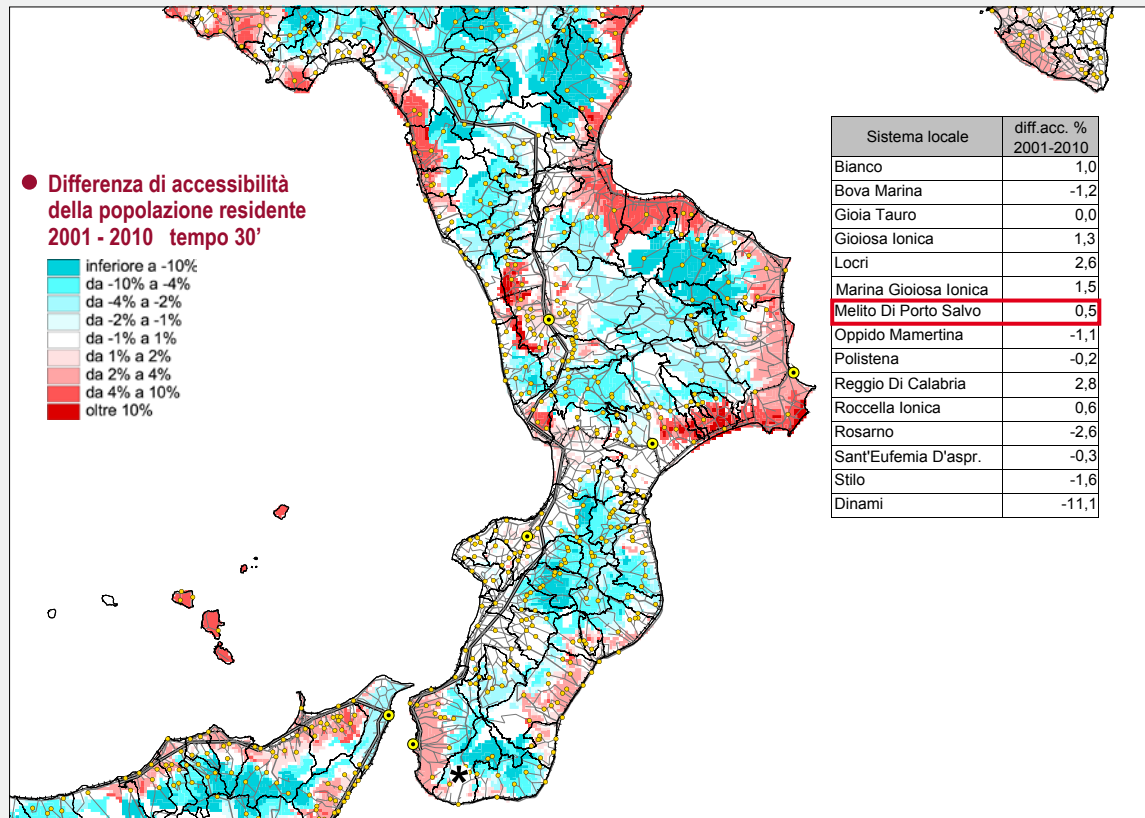 ● Differenza di accessibilità
della popolazione residente
2001 - 2010 tempo 30'
inferiore a -10%
da -10% a -4%
da -4% a -2%
da -2% a -1%
da -1% a 1%
da 1% a 2%
da 2% a 4%
da 4% a 10%
oltre 10%
Sistema locale diff.acc. % 2001-2010
Bianco 1,0
Bova Marina -1,2
Gioia Tauro 0,0
Gioiosa Ionica 1,3
Locri 2,6
Marina Gioiosa Ionica 1,5
Melito Di Porto Salvo 0,5
Oppido Mamertina -1,1
Polistena -0,2
Reggio Di Calabria 2,8
Roccella Ionica 0,6
Rosarno -2,6
Sant'Eufemia D'aspr. -0,3
Stilo -1,6
Dinami -11,1
*